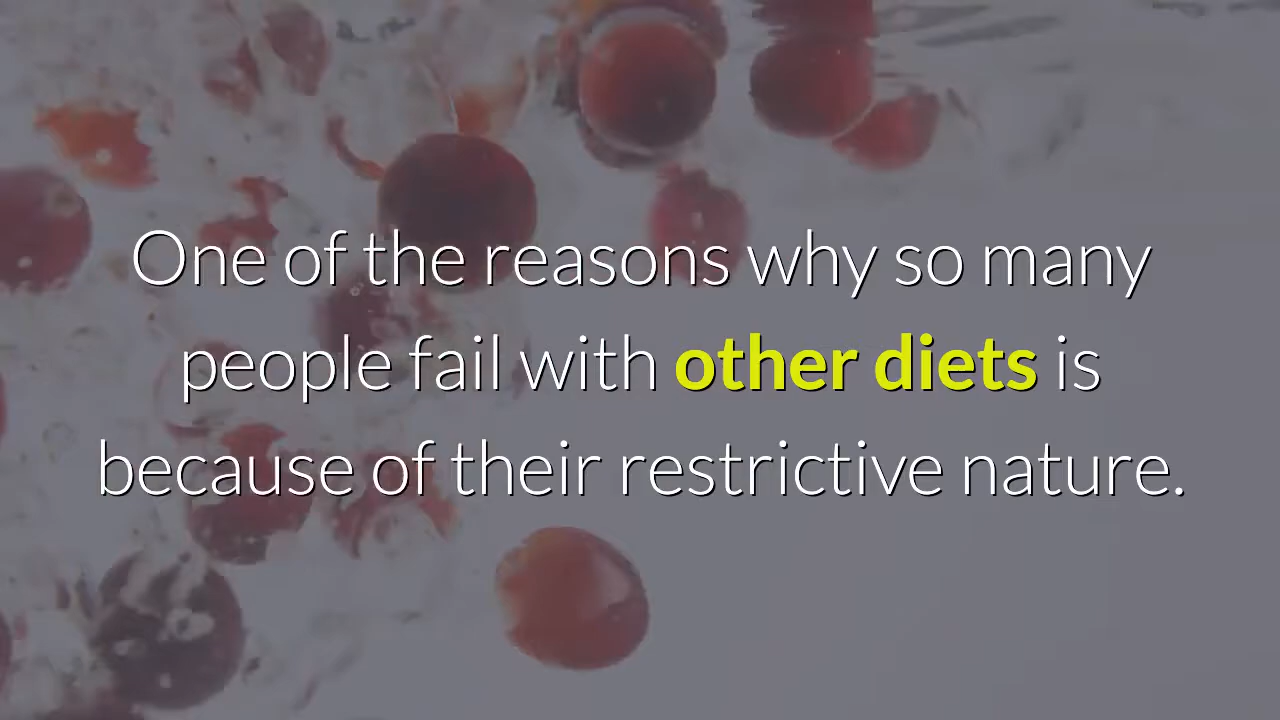 One of the reasons why so many
people fail with other diets is
because of their restrictive nature.